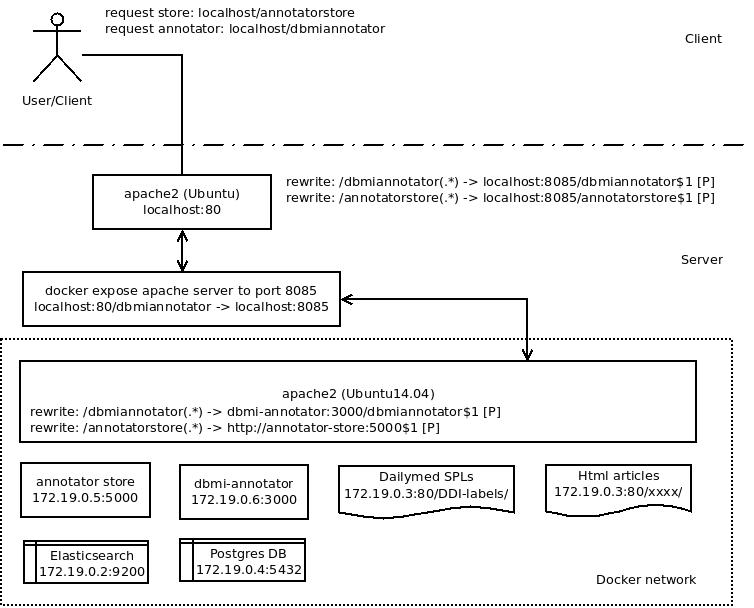 request store: localhost/annotatorstore
request annotator: localhost/dbmiannotator
Client
User/Client
apache2 (Ubuntu)
localhost:80
rewrite: /dbmiannotator(.*) -> localhost:8085/dbmiannotator$1 [P]
rewrite: /annotatorstore(.*) -> localhost:8085/annotatorstore$1 [P]
Server
docker expose apache server to port 8085
localhost:80/dbmiannotator -> localhost:8085
apache2 (Ubuntu14.04)
rewrite: /dbmiannotator(.*) -> dbmi-annotator:3000/dbmiannotator$1 [P]
rewrite: /annotatorstore(.*) -> http://annotator-store:5000$1 [P]
annotator store
172.19.0.5:5000
dbmi-annotator
172.19.0.6:3000
Dailymed SPLs
172.19.0.3:80/DDI-labels/
Html articles
172.19.0.3:80/xxxx/
Elasticsearch
172.19.0.2:9200
Postgres DB
172.19.0.4:5432
Docker network